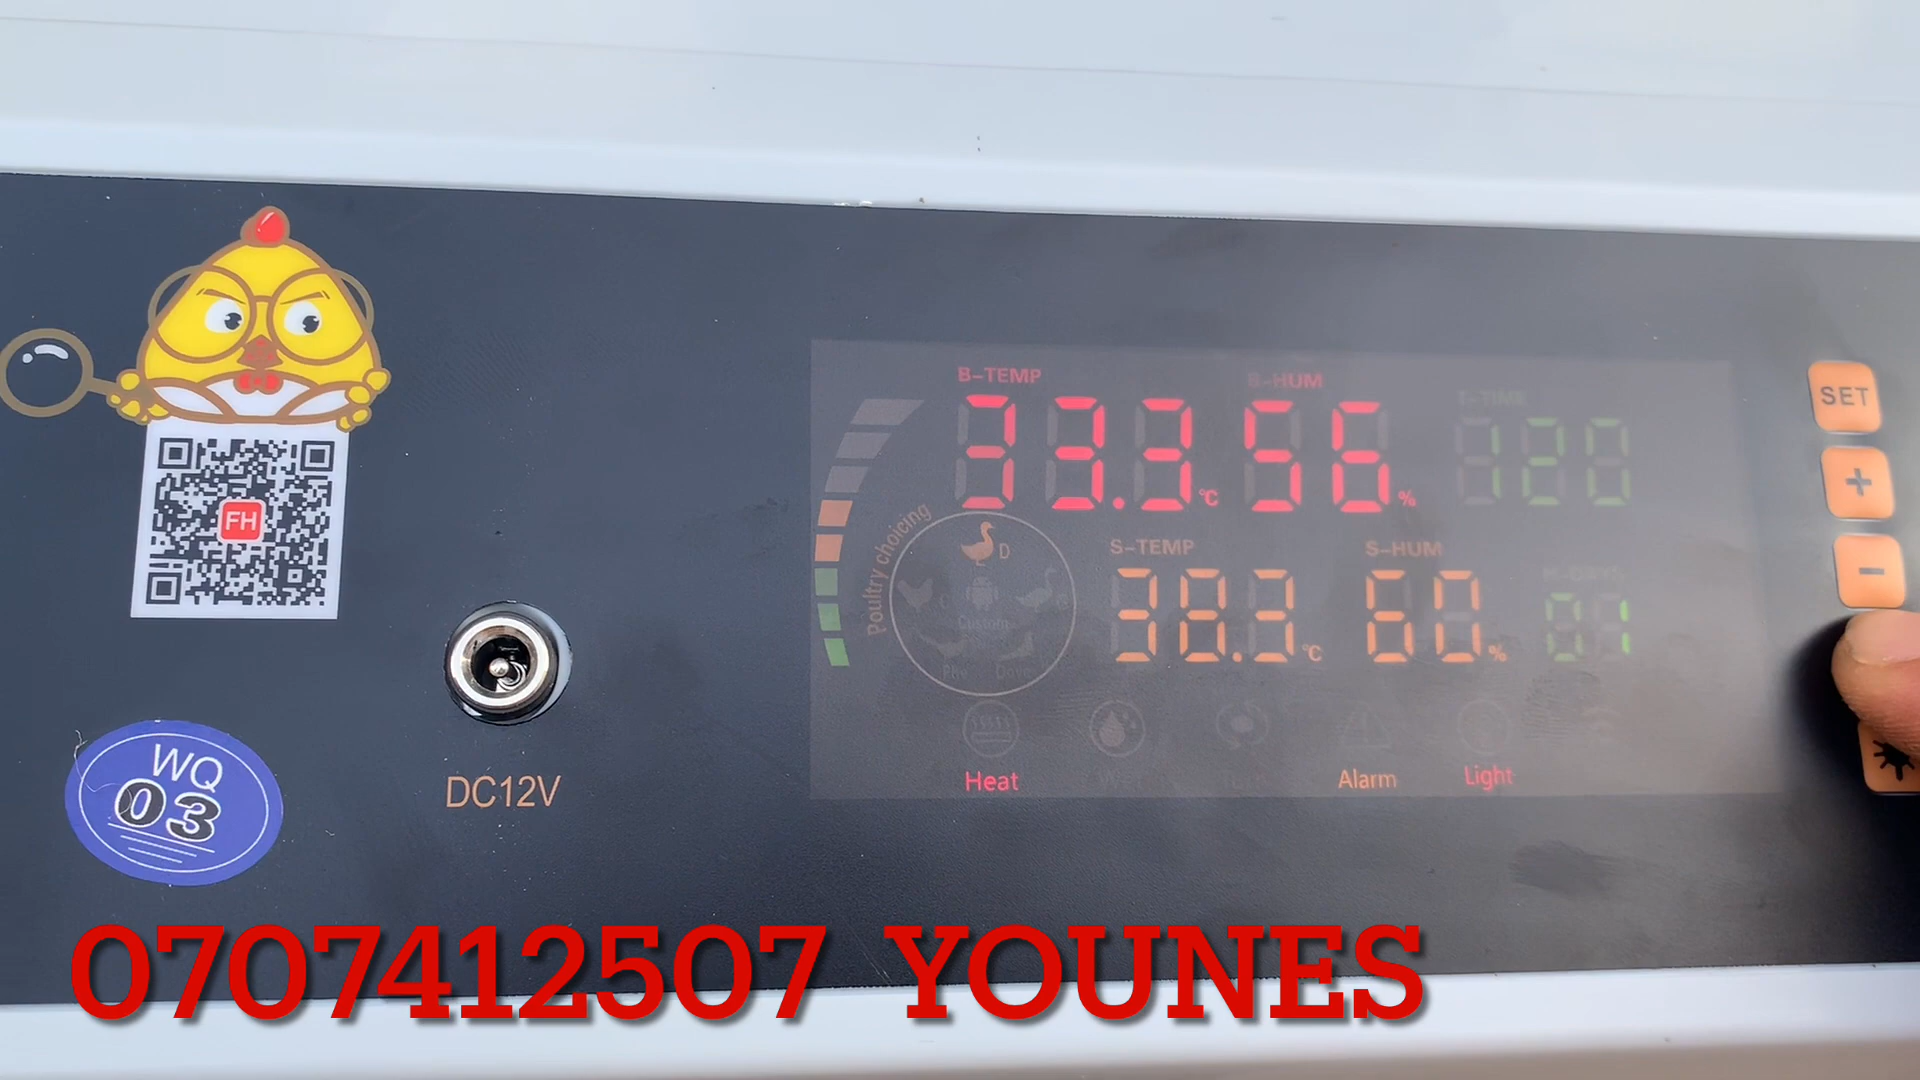 B-TEMP
B-HUM
T-TIME
33.3 ℃
56 %
120
SET
+
-
FH
Poultry choicing
D
Custom
S-TEMP
S-HUM
38.3 ℃
60 %
01
DC12V
WQ
03
Heat
Alarm
Light
0707412507 YOUNES